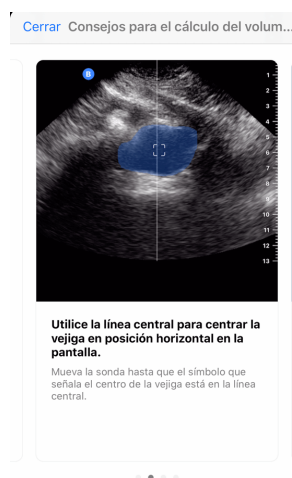 Cerrar Consejos para el cálculo del volum...
B
1
2
3
4
5
6
7
8
9
10
11
12
13
Utilice la línea central para centrar la
vejiga en posición horizontal en la
pantalla.
Mueva la sonda hasta que el símbolo que
señala el centro de la vejiga está en la línea
central.